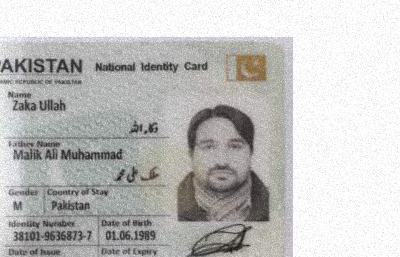 PAKISTAN National Identity Card
ISLAMIC REPUBLIC OF PAKISTAN
Name
Zaka Ullah
ذکاء اللہ
Father Name
Malik Ali Muhammad
ملک علی محمد
Gender Country of Stay
M Pakistan
Identity Number Date of Birth
38101-9636873-7 01.06.1989
Date of Issue Date of Expiry